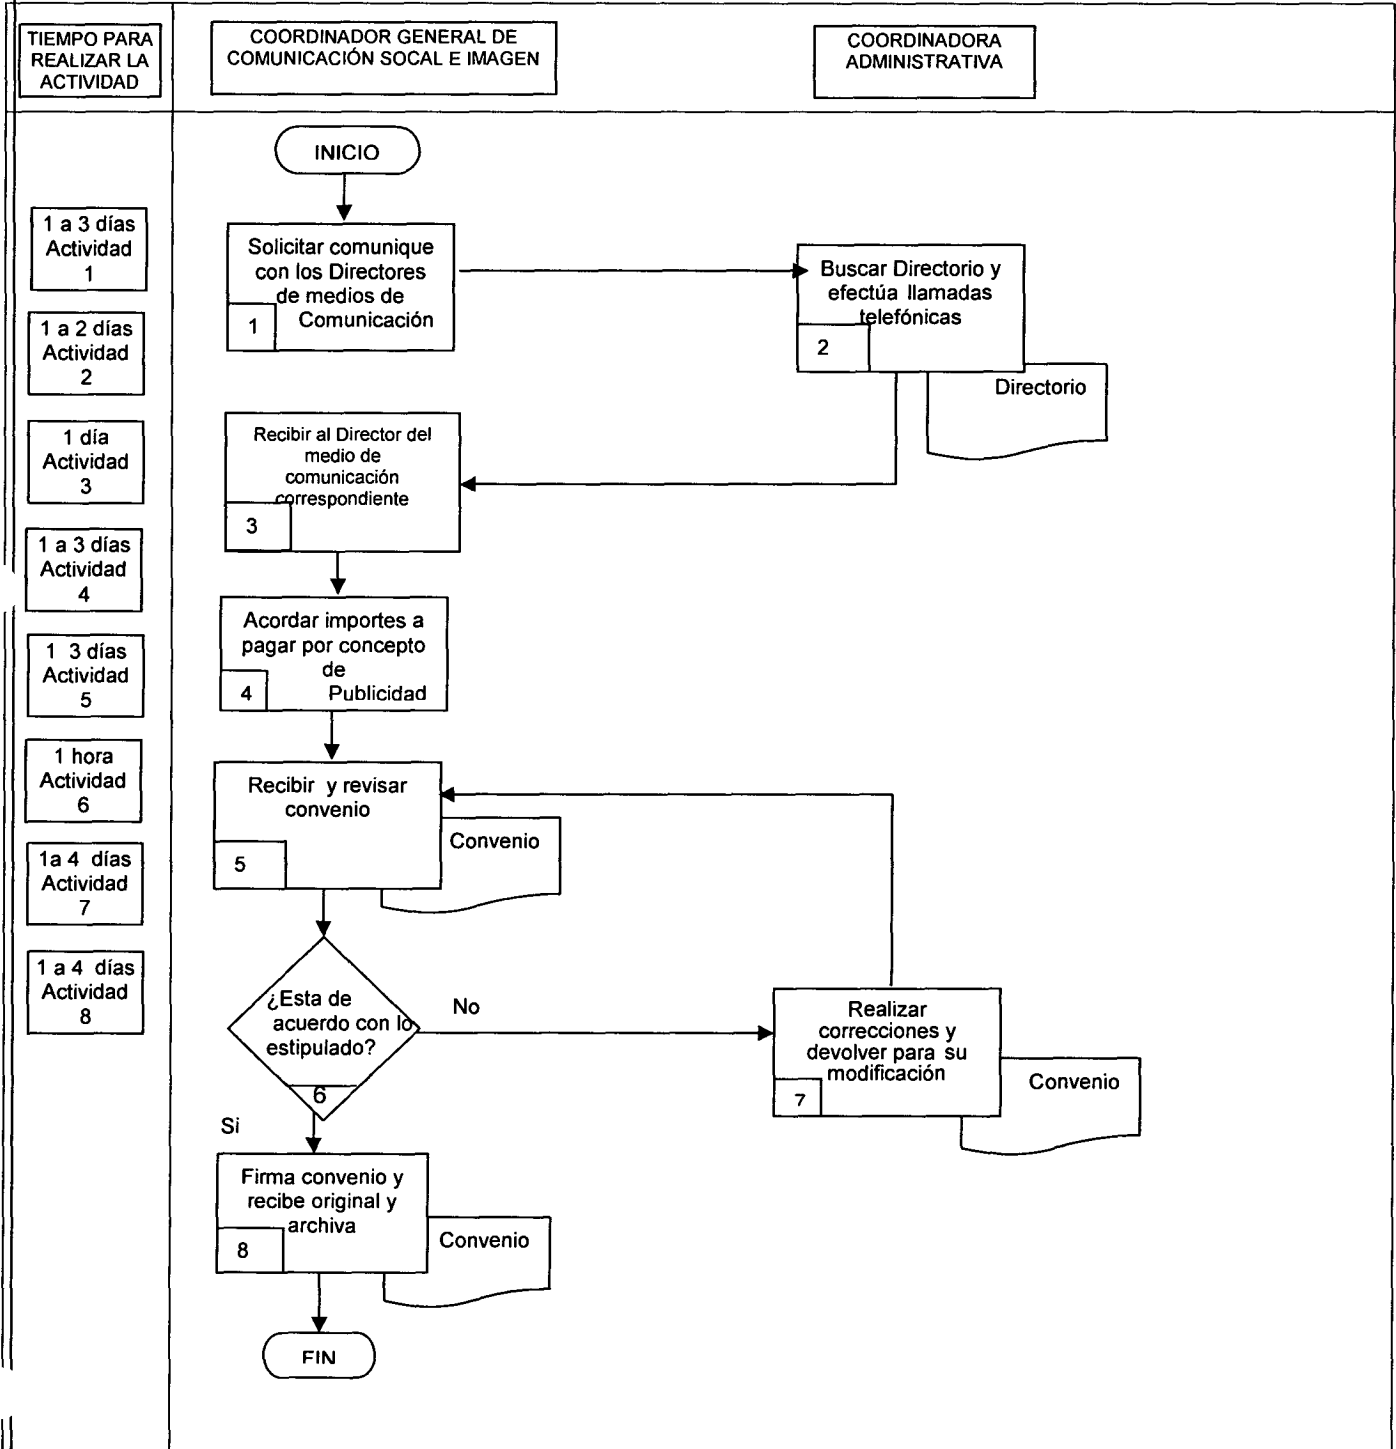 TIEMPO PARA
REALIZAR LA
ACTIVIDAD
COORDINADOR GENERAL DE
COMUNICACIÓN SOCAL E IMAGEN
COORDINADORA
ADMINISTRATIVA
INICIO
1 a 3 días
Actividad
1
Solicitar comunique
con los Directores
de medios de
Comunicación
1
Buscar Directorio y
efectúa llamadas
telefónicas
2
Directorio
1 a 2 días
Actividad
2
1 día
Actividad
3
Recibir al Director del
medio de
comunicación
correspondiente
3
1 a 3 días
Actividad
4
Acordar importes a
pagar por concepto
de
Publicidad
4
1 3 días
Actividad
5
1 hora
Actividad
6
Recibir y revisar
convenio
5
Convenio
1a 4 días
Actividad
7
1 a 4 días
Actividad
8
¿Esta de
acuerdo con lo
estipulado?
6
No
Realizar
correcciones y
devolver para su
modificación
7
Convenio
Si
Firma convenio y
recibe original y
archiva
8
Convenio
FIN